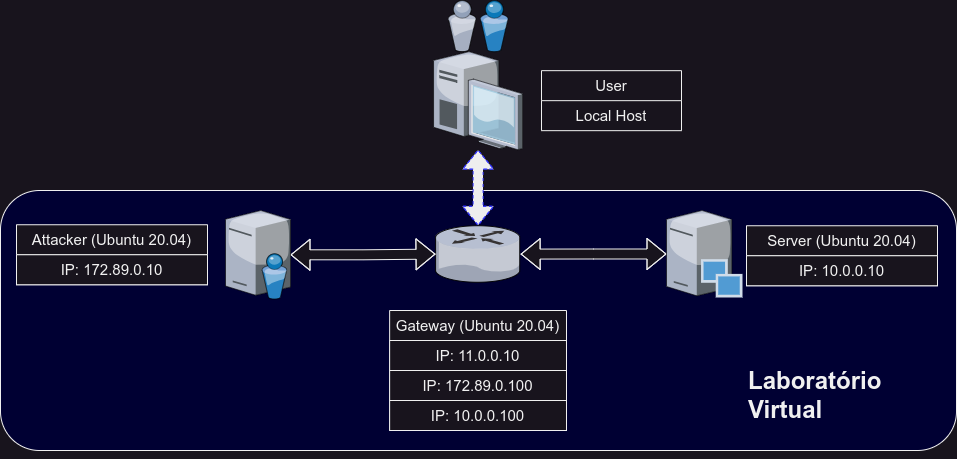 User
Local Host
Attacker (Ubuntu 20.04)
IP: 172.89.0.10
Server (Ubuntu 20.04)
IP: 10.0.0.10
Gateway (Ubuntu 20.04)
IP: 11.0.0.10
IP: 172.89.0.100
IP: 10.0.0.100
Laboratório
Virtual